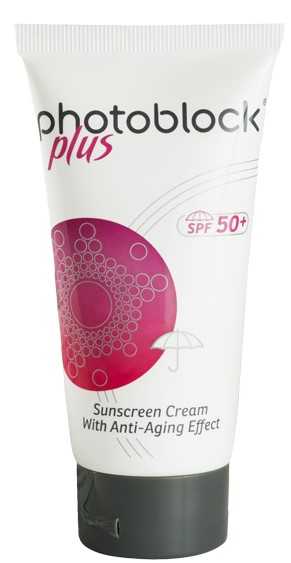 photoblock®
plus
SPF 50+
Sunscreen Cream
With Anti-Aging Effect